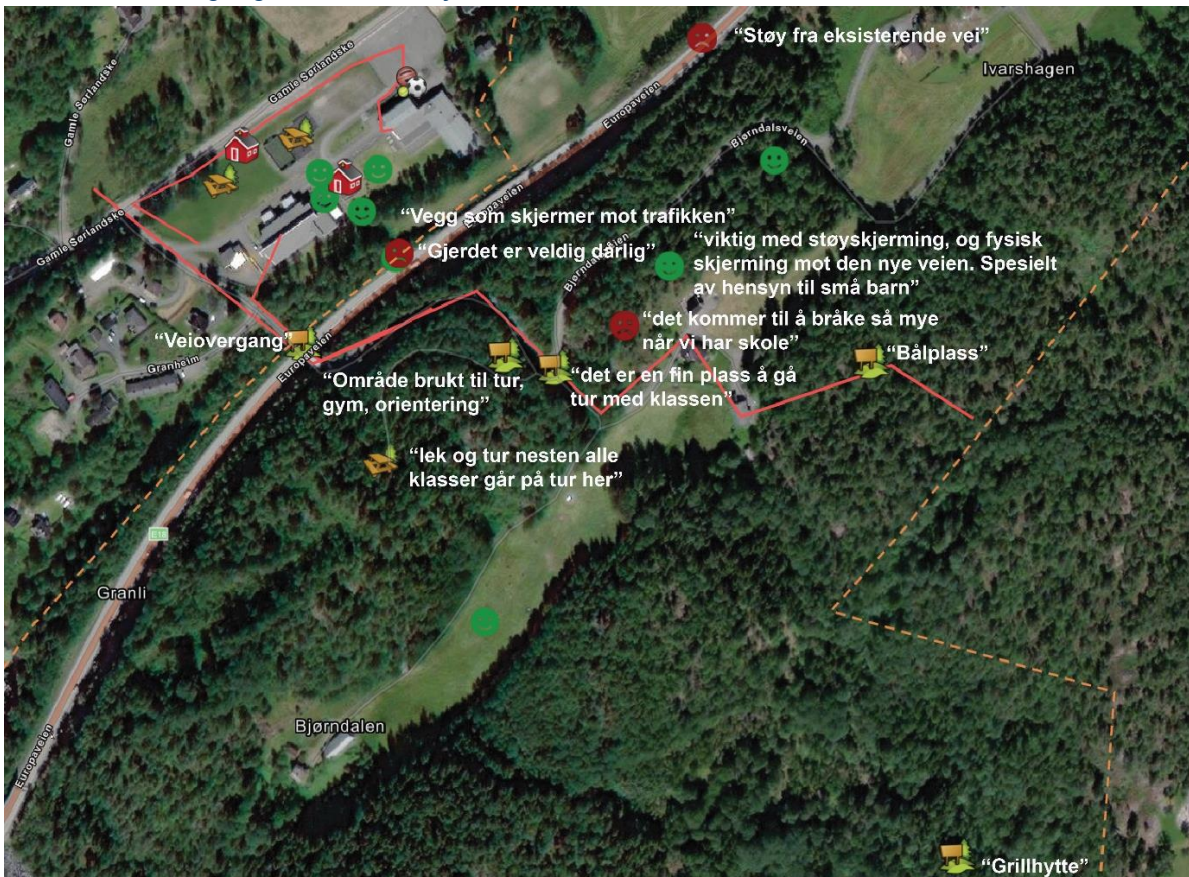 "Støy fra eksisterende vei"
Ivarshagen
Gamle Sørlandske
Gamle Sørlandske
Europaveien
Bjørndalsveien
Gamle Sørlandske
"Vegg som skjermer mot trafikken"
Europaveien
"Gjerdet er veldig dårlig"
Bjørndalsveien
"viktig med støyskjerming, og fysisk
skjerming mot den nye veien. Spesielt
av hensyn til små barn"
"det kommer til å bråke så mye
når vi har skole"
"Veiovergang"
Europaveien
Granheim
"Bålplass"
"Område brukt til tur,
gym, orientering"
"det er en fin plass å gå
tur med klassen"
"lek og tur nesten alle
klasser går på tur her"
E18
Granli
Bjørndalen
Europaveien
"Grillhytte"